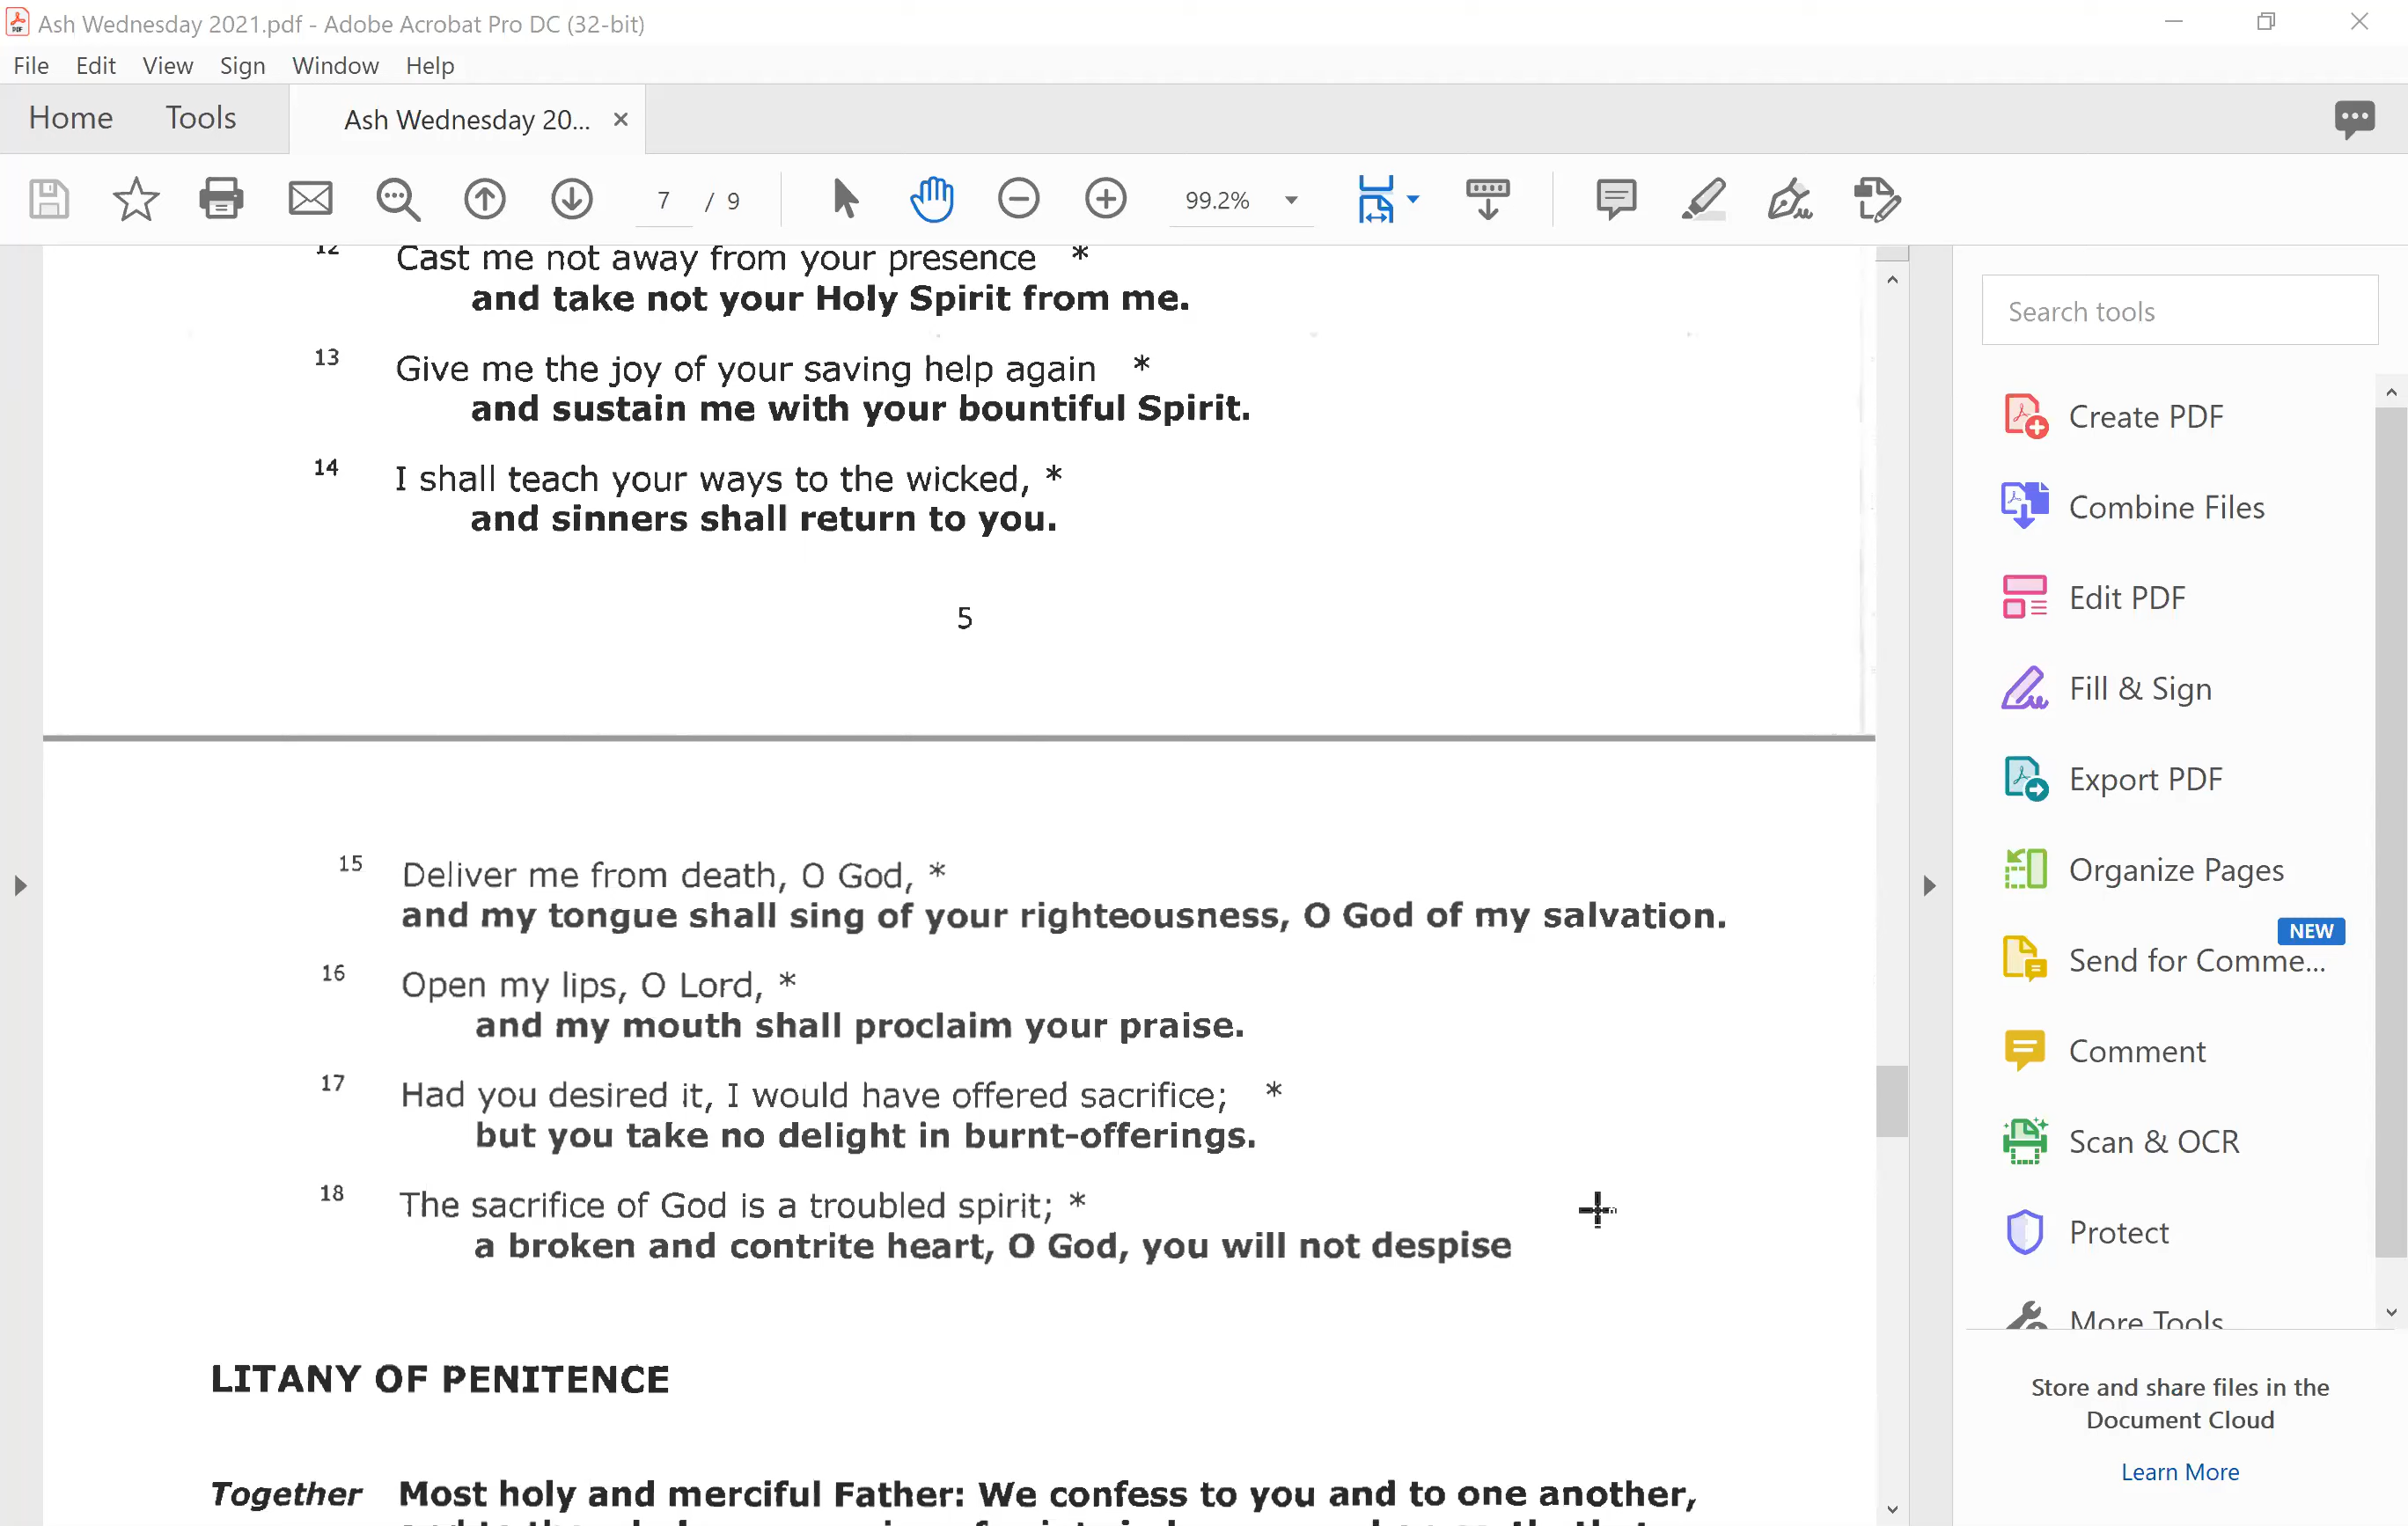 Ash Wednesday 2021.pdf - Adobe Acrobat Pro DC (32-bit)
File Edit View Sign Window Help
Home Tools Ash Wednesday 20... ×
7 / 9 99.2%
12 Cast me not away from your presence *
and take not your Holy Spirit from me.
13 Give me the joy of your saving help again *
and sustain me with your bountiful Spirit.
14 I shall teach your ways to the wicked, *
and sinners shall return to you.
5
15 Deliver me from death, O God, *
and my tongue shall sing of your righteousness, O God of my salvation.
16 Open my lips, O Lord, *
and my mouth shall proclaim your praise.
17 Had you desired it, I would have offered sacrifice; *
but you take no delight in burnt-offerings.
18 The sacrifice of God is a troubled spirit; *
a broken and contrite heart, O God, you will not despise
LITANY OF PENITENCE
Together Most holy and merciful Father: We confess to you and to one another,
Search tools
Create PDF
Combine Files
Edit PDF
Fill & Sign
Export PDF
Organize Pages
NEW
Send for Comme...
Comment
Scan & OCR
Protect
More Tools
Store and share files in the
Document Cloud
Learn More